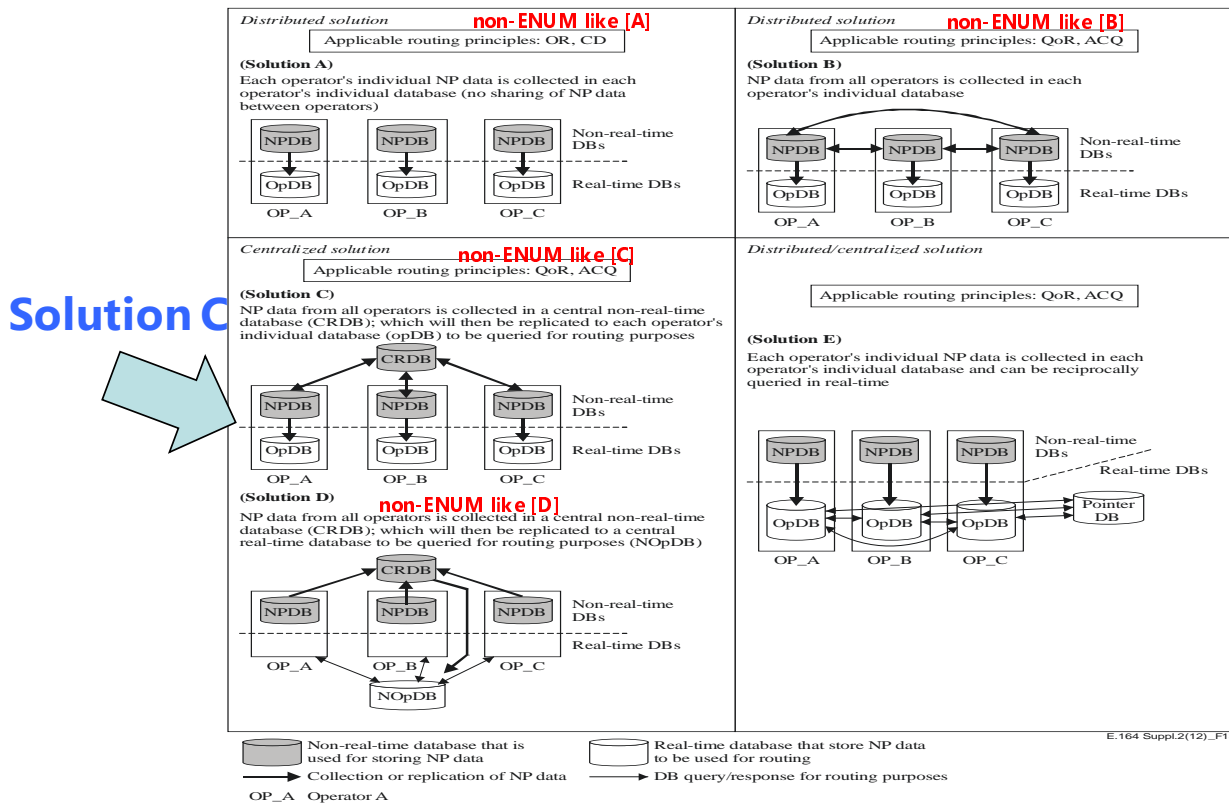 Distributed solution
non-ENUM like [A]
Applicable routing principles: OR, CD
(Solution A)
Each operator's individual NP data is collected in each
operator's individual database (no sharing of NP data
between operators)
NPDB NPDB NPDB
Non-real-time
DBs
OpDB OpDB OpDB
Real-time DBs
OP_A OP_B OP_C
Distributed solution
non-ENUM like [B]
Applicable routing principles: QoR, ACQ
(Solution B)
NP data from all operators is collected in each
operator's individual database
NPDB NPDB NPDB
Non-real-time
DBs
OpDB OpDB OpDB
Real-time DBs
OP_A OP_B OP_C
Solution C
Centralized solution
non-ENUM like [C]
Applicable routing principles: QoR, ACQ
(Solution C)
NP data from all operators is collected in a central non-real-time
database (CRDB); which will then be replicated to each operator's
individual database (opDB) to be queried for routing purposes
CRDB
NPDB NPDB NPDB
Non-real-time
DBs
OpDB OpDB OpDB
Real-time DBs
OP_A OP_B OP_C
(Solution D)
non-ENUM like [D]
NP data from all operators is collected in a central non-real-time
database (CRDB); which will then be replicated to a central
real-time database to be queried for routing purposes (NOpDB)
CRDB
NPDB NPDB NPDB
Non-real-time
DBs
Real-time DBs
OP_A OP_B OP_C
NOpDB
Distributed/centralized solution
Applicable routing principles: QoR, ACQ
(Solution E)
Each operator's individual NP data is collected in each
operator's individual database and can be reciprocally
queried in real-time
NPDB NPDB NPDB
Non-real-time
DBs
Real-time DBs
OpDB OpDB OpDB
Pointer
DB
OP_A OP_B OP_C
E.164 Suppl.2(12)_F1
Non-real-time database that is
used for storing NP data
Real-time database that store NP data
to be used for routing
Collection or replication of NP data
DB query/response for routing purposes
OP_A Operator A